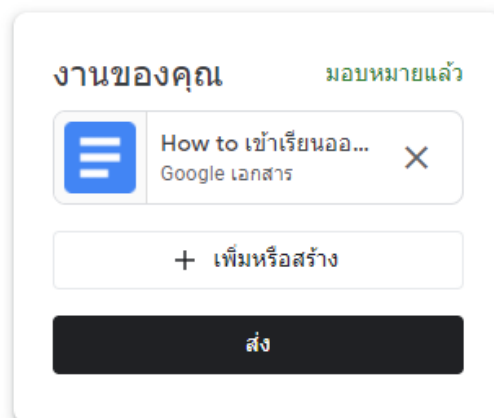 งานของคุณ
มอบหมายแล้ว
How to เข้าเรียนออ...
Google เอกสาร
เพิ่มหรือสร้าง
ส่ง